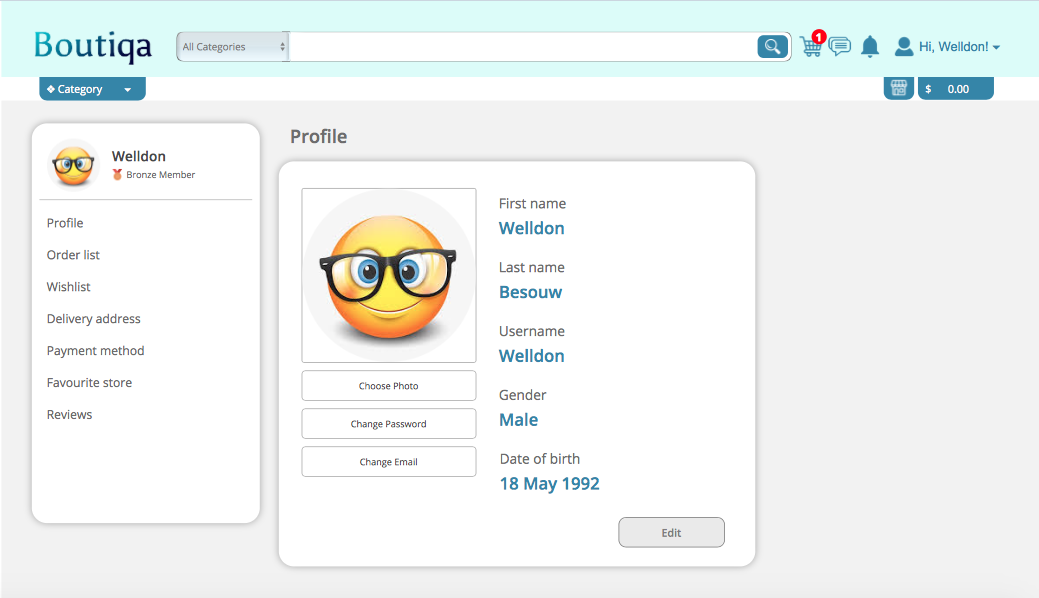 Boutiqa
All Categories
1
Hi, Welldon!
Category
$ 0.00
Welldon
Bronze Member
Profile
Order list
Wishlist
Delivery address
Payment method
Favourite store
Reviews
Profile
Choose Photo
Change Password
Change Email
First name
Welldon
Last name
Besouw
Username
Welldon
Gender
Male
Date of birth
18 May 1992
Edit